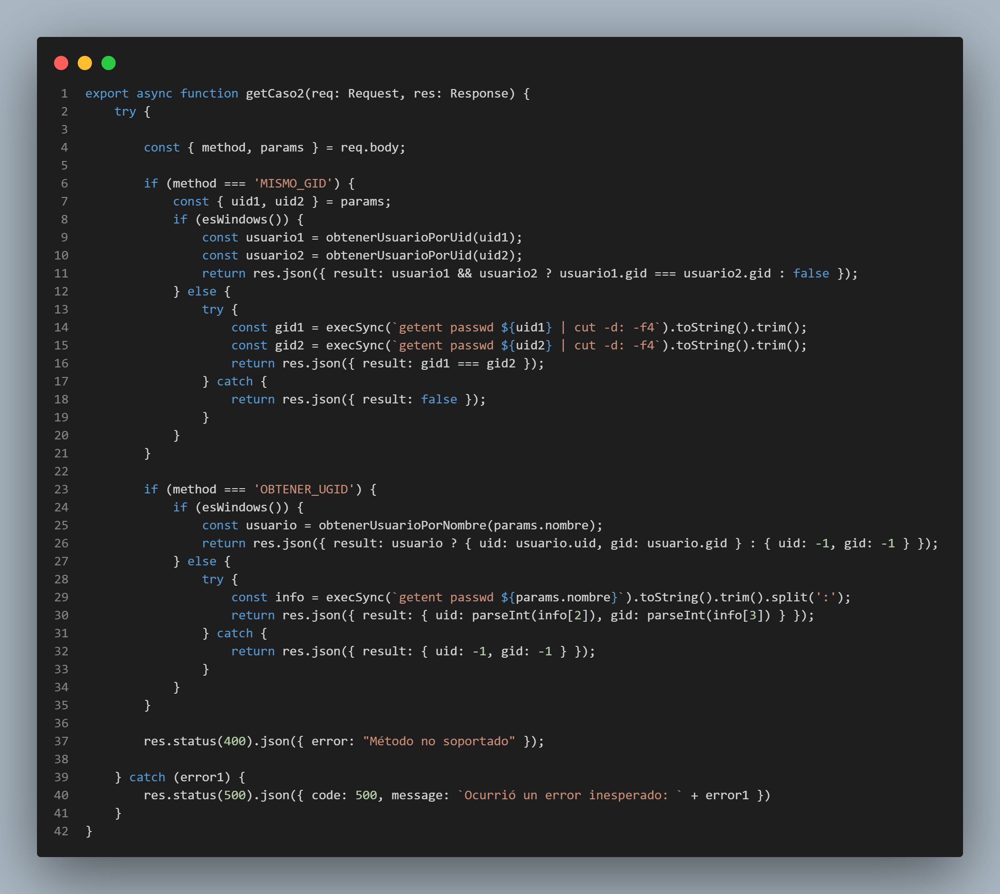 1 export async function getCaso2(req: Request, res: Response) {
2     try {
3
4         const { method, params } = req.body;
5
6         if (method === 'MISMO_GID') {
7             const { uid1, uid2 } = params;
8             if (esWindows()) {
9                 const usuario1 = obtenerUsuarioPorUid(uid1);
10                 const usuario2 = obtenerUsuarioPorUid(uid2);
11                 return res.json({ result: usuario1 && usuario2 ? usuario1.gid === usuario2.gid : false });
12             } else {
13                 try {
14                     const gid1 = execSync(`getent passwd ${uid1} | cut -d: -f4`).toString().trim();
15                     const gid2 = execSync(`getent passwd ${uid2} | cut -d: -f4`).toString().trim();
16                     return res.json({ result: gid1 === gid2 });
17                 } catch {
18                     return res.json({ result: false });
19                 }
20             }
21         }
22
23         if (method === 'OBTENER_UGID') {
24             if (esWindows()) {
25                 const usuario = obtenerUsuarioPorNombre(params.nombre);
26                 return res.json({ result: usuario ? { uid: usuario.uid, gid: usuario.gid } : { uid: -1, gid: -1 } });
27             } else {
28                 try {
29                     const info = execSync(`getent passwd ${params.nombre}`).toString().trim().split(':');
30                     return res.json({ result: { uid: parseInt(info[2]), gid: parseInt(info[3]) } });
31                 } catch {
32                     return res.json({ result: { uid: -1, gid: -1 } });
33                 }
34             }
35         }
36
37         res.status(400).json({ error: "Método no soportado" });
38
39     } catch (error1) {
40         res.status(500).json({ code: 500, message: `Ocurrió un error inesperado: ` + error1 })
41     }
42 }